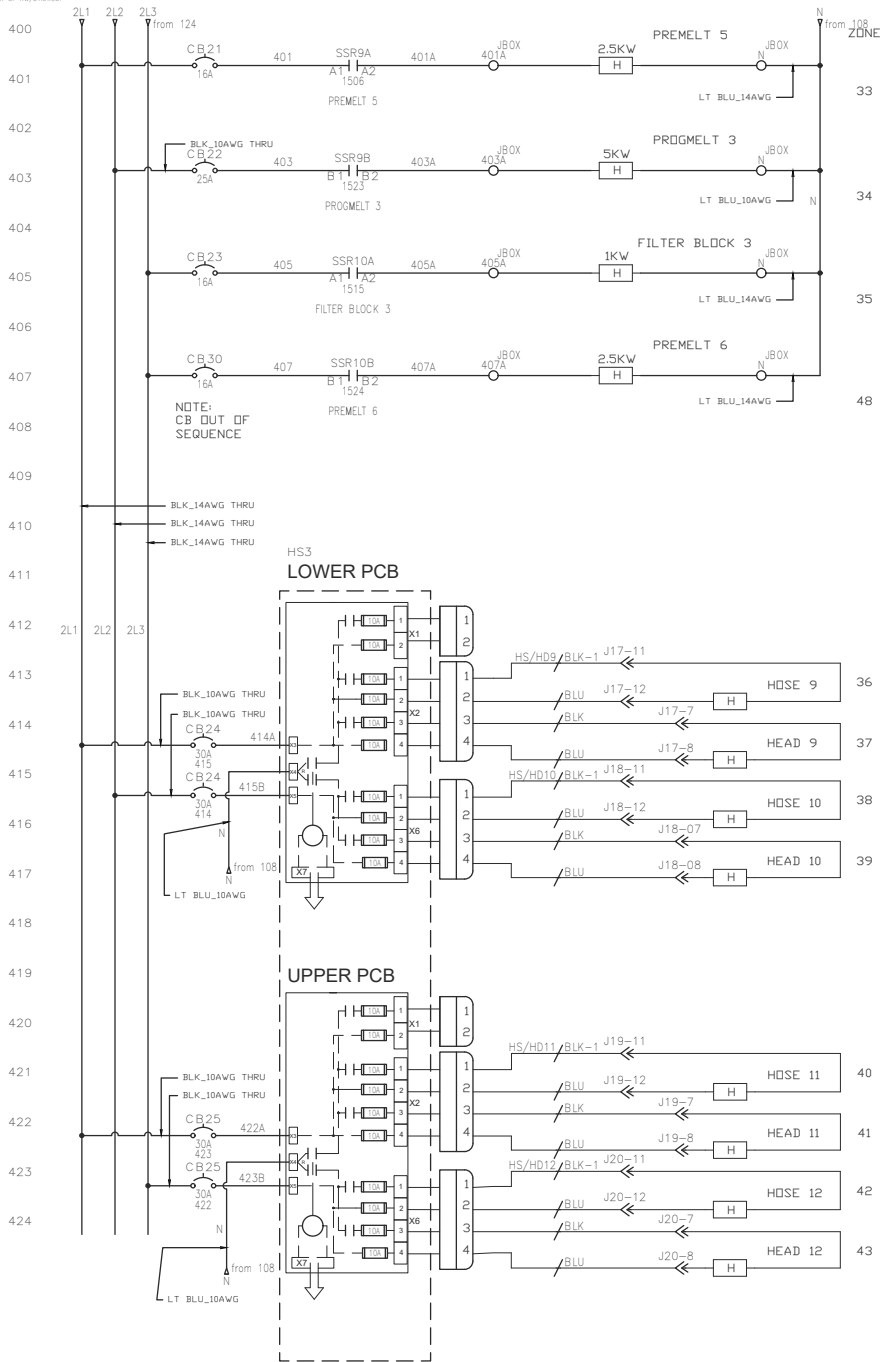 2L1 2L2 2L3 N
from 124 from 108
ZONE
400
PREMELT 5
CB21 401 SSR9A 401A JBOX 401A 2.5KW H JBOX N
16A A1 A2
1506
401
PREMELT 5
LT BLU_14AWG
33
402
BLK_10AWG THRU
PROGMELT 3
CB22 403 SSR9B 403A JBOX 403A 5KW H JBOX N
25A B1 B2
1523
403
PROGMELT 3
LT BLU_10AWG N
34
404
FILTER BLOCK 3
CB23 405 SSR10A 405A JBOX 405A 1KW H JBOX N
16A A1 A2
1515
405
FILTER BLOCK 3
LT BLU_14AWG
35
406
PREMELT 6
CB30 407 SSR10B 407A JBOX 407A 2.5KW H JBOX N
16A B1 B2
1524
407
PREMELT 6
LT BLU_14AWG
48
NOTE:
CB OUT OF
SEQUENCE
408
409
BLK_14AWG THRU
410
BLK_14AWG THRU
BLK_14AWG THRU
HS3
LOWER PCB
411
412 2L1 2L2 2L3
10A 1 X1 1
10A 2 2
413
HS/HD9 BLK-1 J17-11
10A 1 1
BLK_10AWG THRU
10A 2 X2 2 BLU J17-12 H HOSE 9 36
BLK_10AWG THRU
414
10A 3 3 BLK J17-7
CB24 414A X3 10A 4 4 BLU J17-8 H HEAD 9 37
30A
415
415
X4 R
HS/HD10 BLK-1 J18-11
CB24 415B X5 10A 1 1
30A
414
10A 2 X6 2 BLU J18-12 H HOSE 10 38
416
N
10A 3 3 BLK J18-07
10A 4 4 BLU J18-08 H HEAD 10 39
417
from 108 X7
N
LT BLU_10AWG
418
419
UPPER PCB
420
10A 1 X1 1
10A 2 2
421
HS/HD11 BLK-1 J19-11
10A 1 1
BLK_10AWG THRU
10A 2 X2 2 BLU J19-12 H HOSE 11 40
BLK_10AWG THRU
422
10A 3 3 BLK J19-7
CB25 422A X3 10A 4 4 BLU J19-8 H HEAD 11 41
30A
423
423
X4 R
HS/HD12 BLK-1 J20-11
CB25 423B X5 10A 1 1
30A
422
10A 2 X6 2 BLU J20-12 H HOSE 12 42
424
N
10A 3 3 BLK J20-7
10A 4 4 BLU J20-8 H HEAD 12 43
from 108 X7
N
LT BLU_10AWG